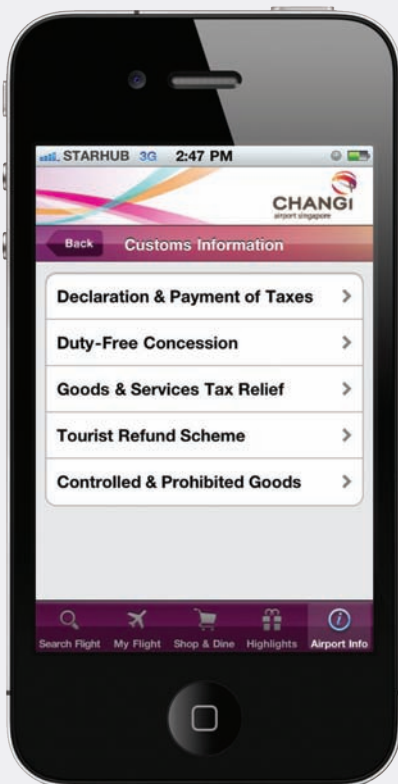 STARHUB 3G 2:47 PM
CHANGI
airport singapore
Back Customs Information
Declaration & Payment of Taxes
Duty-Free Concession
Goods & Services Tax Relief
Tourist Refund Scheme
Controlled & Prohibited Goods
Search Flight My Flight Shop & Dine Highlights Airport Info